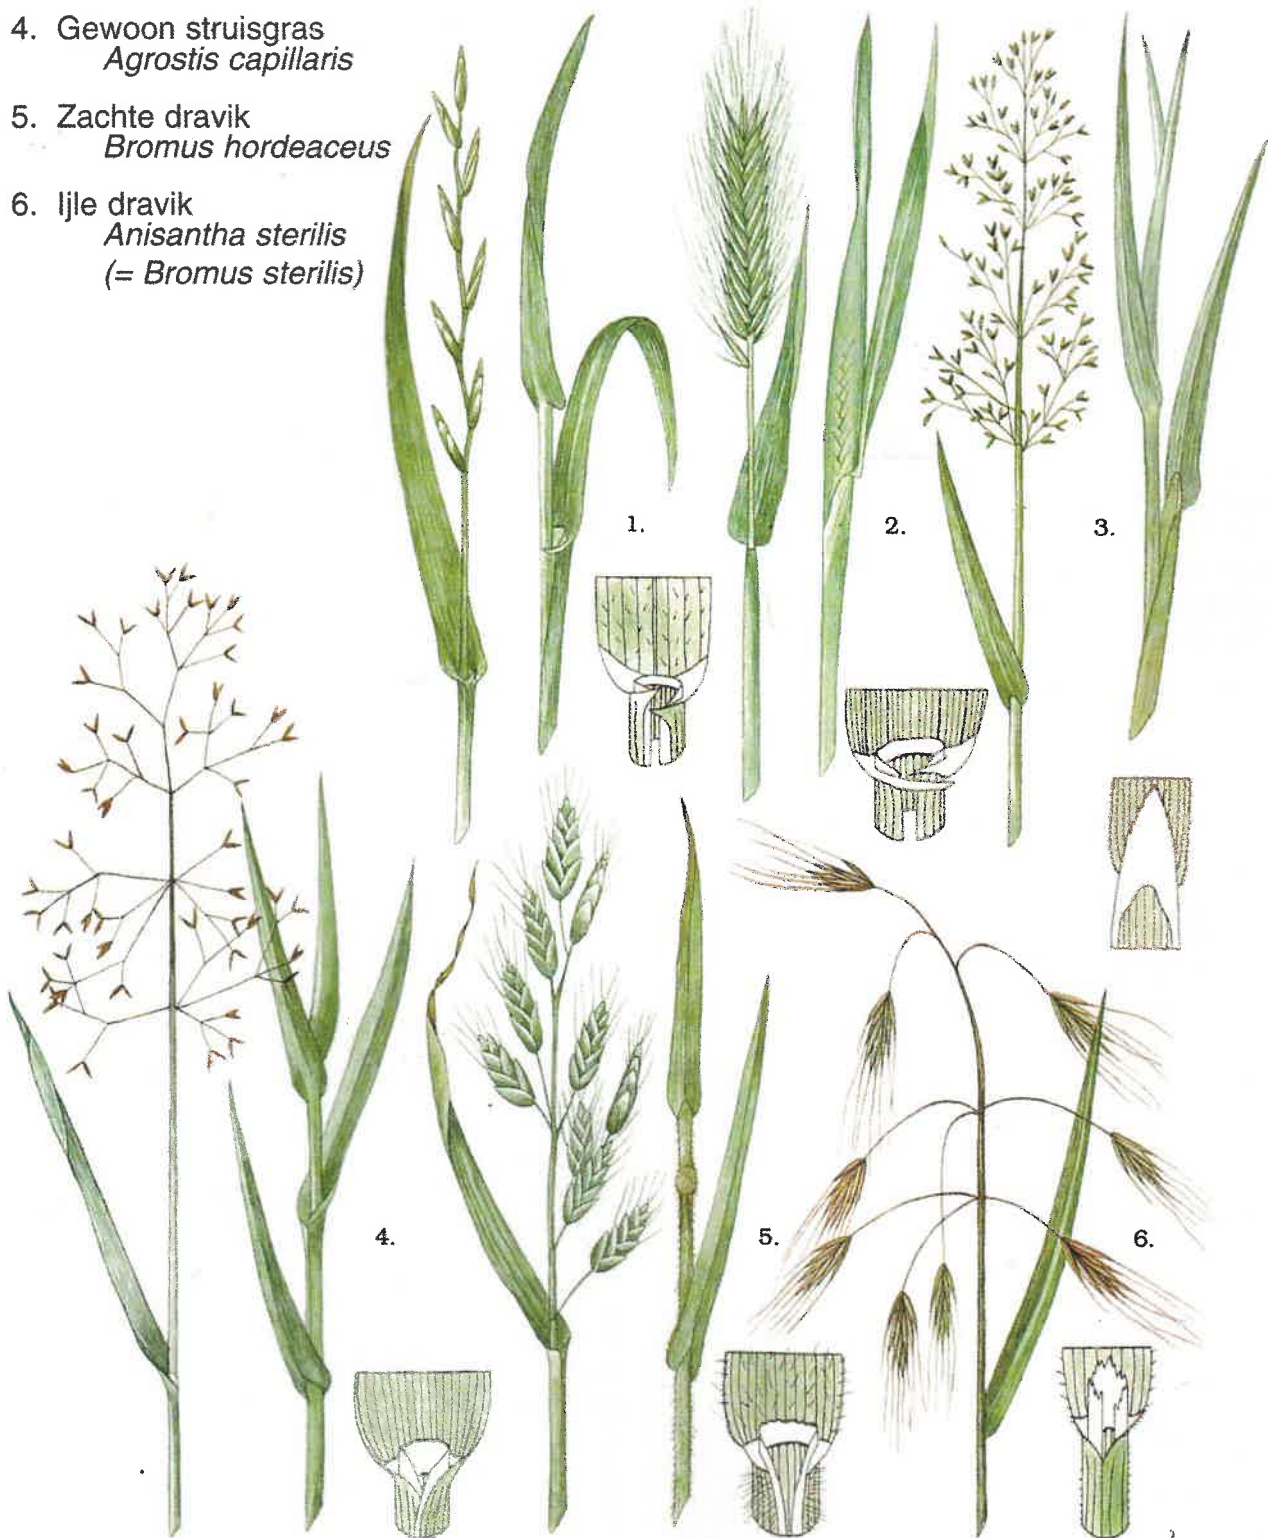 4. Gewoon struisgras
Agrostis capillaris
5. Zachte dravik
Bromus hordeaceus
6. Ijle dravik
Anisantha sterilis
(= Bromus sterilis)
1.
2.
3.
4.
5.
6.